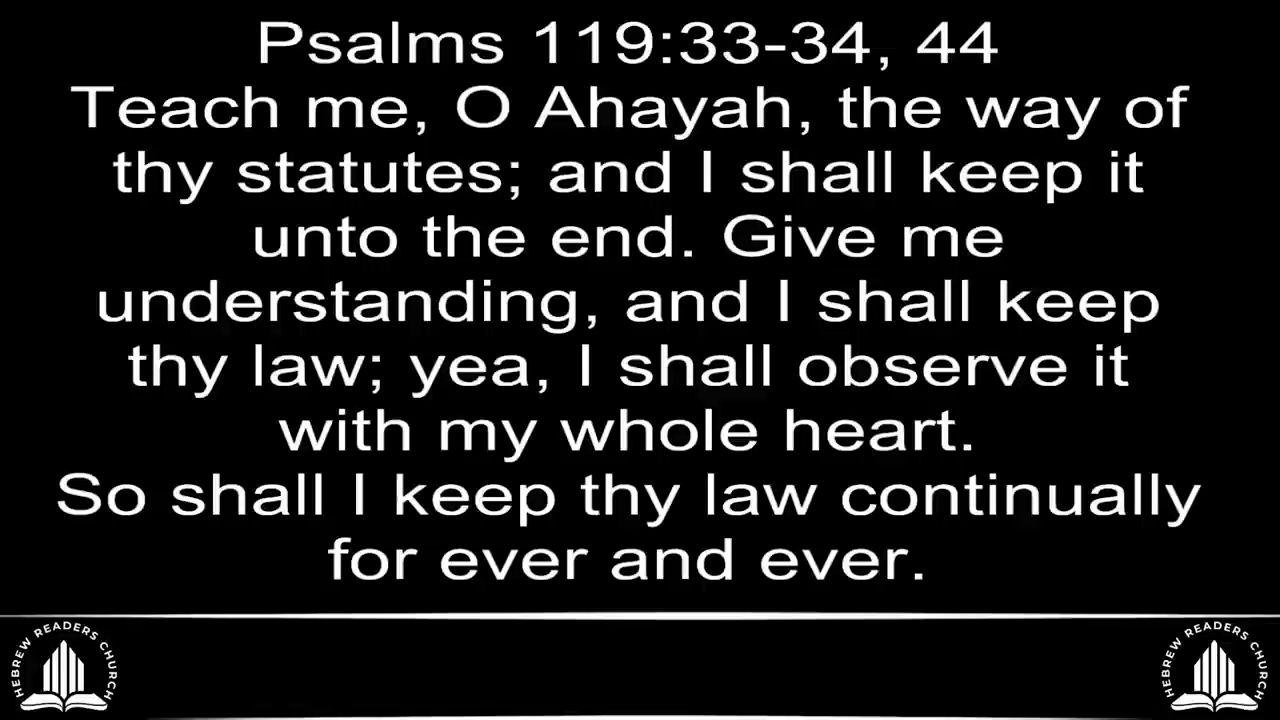 Psalms 119:33-34, 44
Teach me, O Ahayah, the way of
thy statutes; and I shall keep it
unto the end. Give me
understanding, and I shall keep
thy law; yea, I shall observe it
with my whole heart.
So shall I keep thy law continually
for ever and ever.
HEBREW READERS CHURCH
HEBREW READERS CHURCH